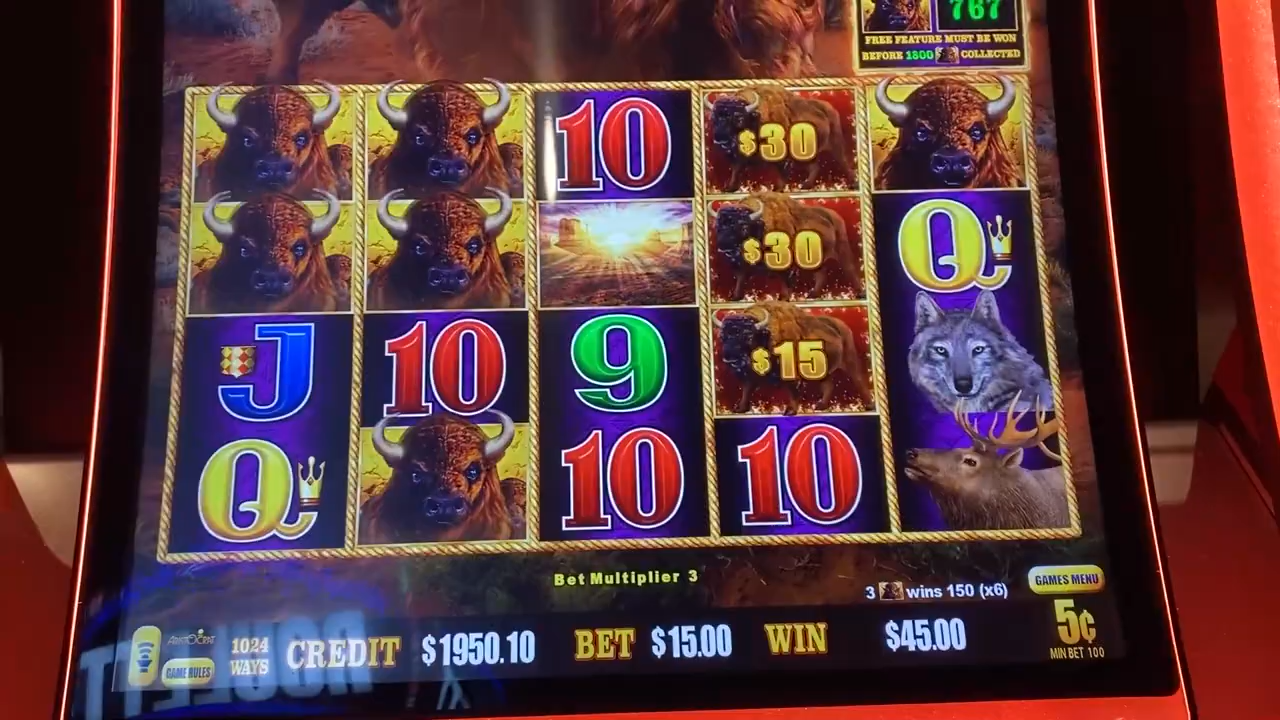 767
FREE FEATURE MUST BE WON
BEFORE 1800 COLLECTED
10 $30
$30 Q
J 10 9 $15
Q 10 10
Bet Multiplier 3
3 wins 150 (x6)
GAMES MENU
ARISTOCRAT
GAME RULES
1024
WAYS
CREDIT $1950.10 BET $15.00 WIN $45.00
5¢
MIN BET 100